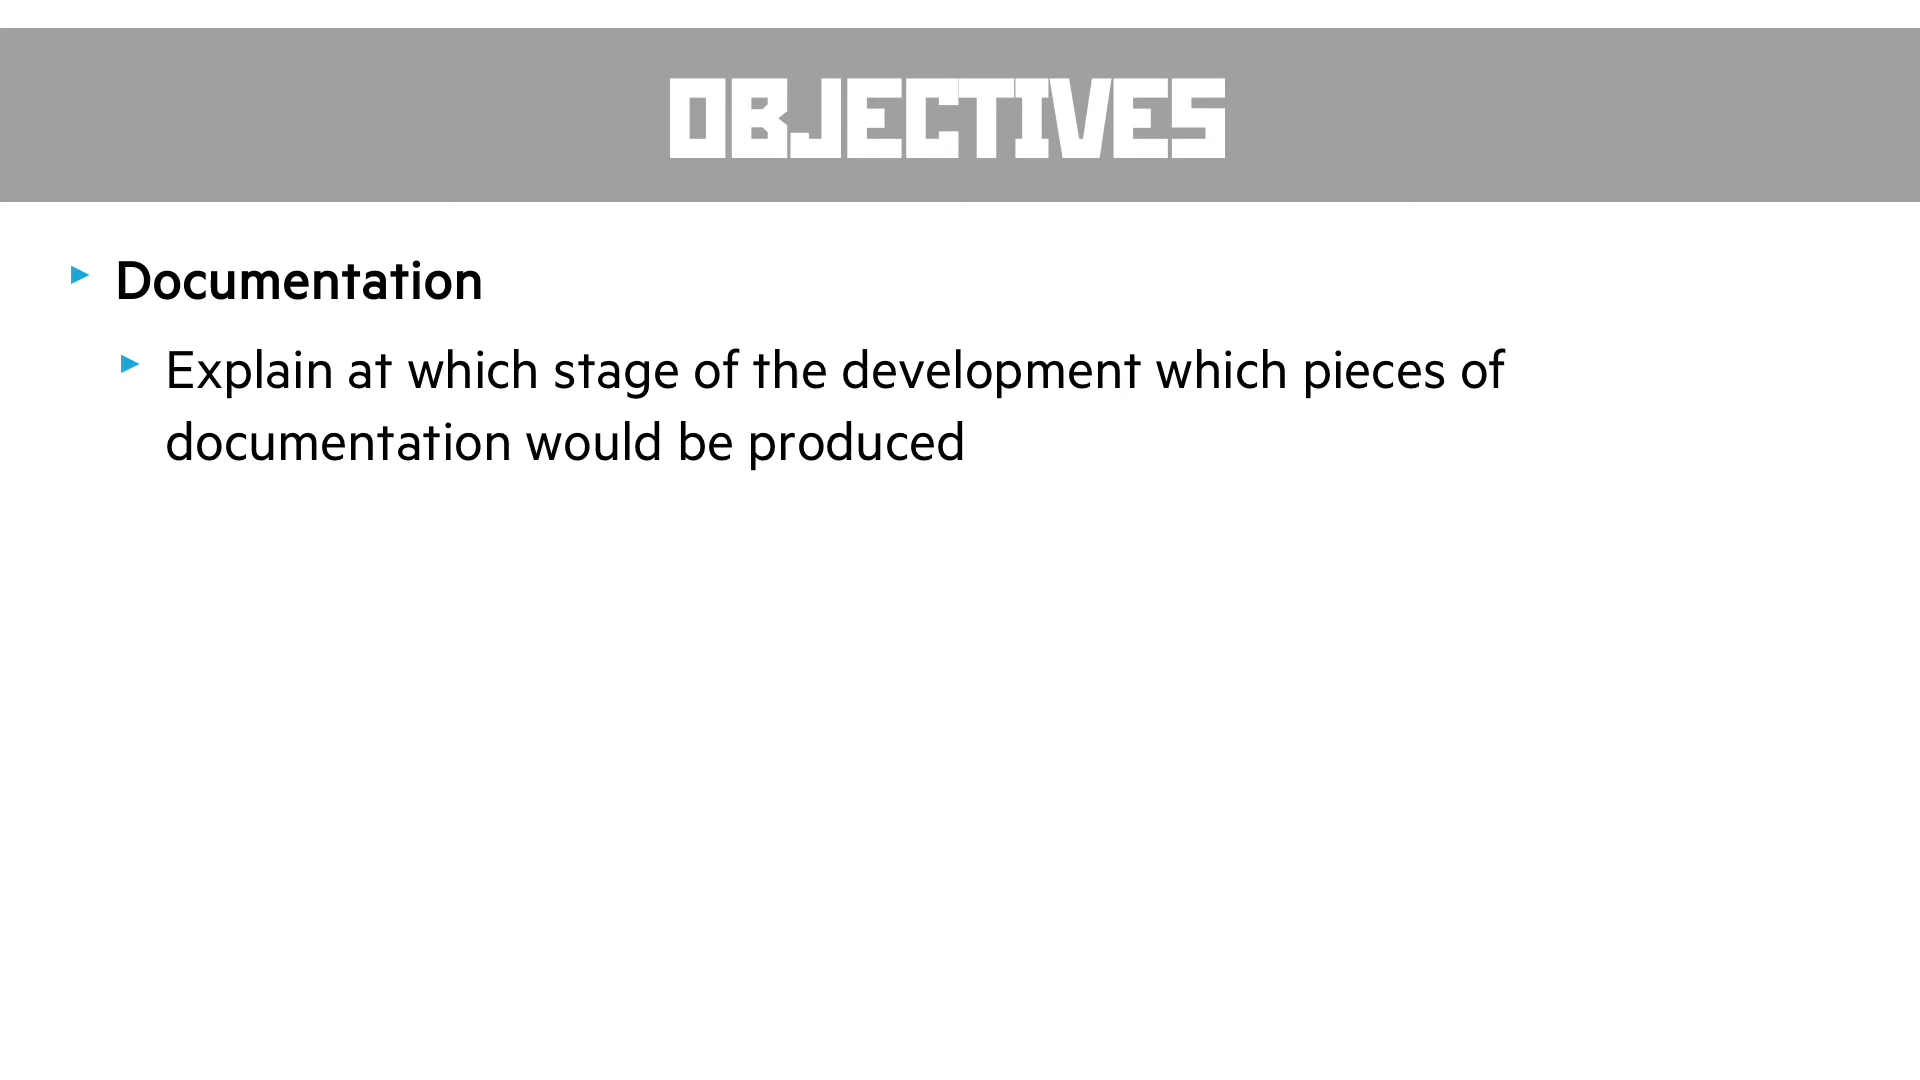 OBJECTIVES
Documentation
Explain at which stage of the development which pieces of
documentation would be produced